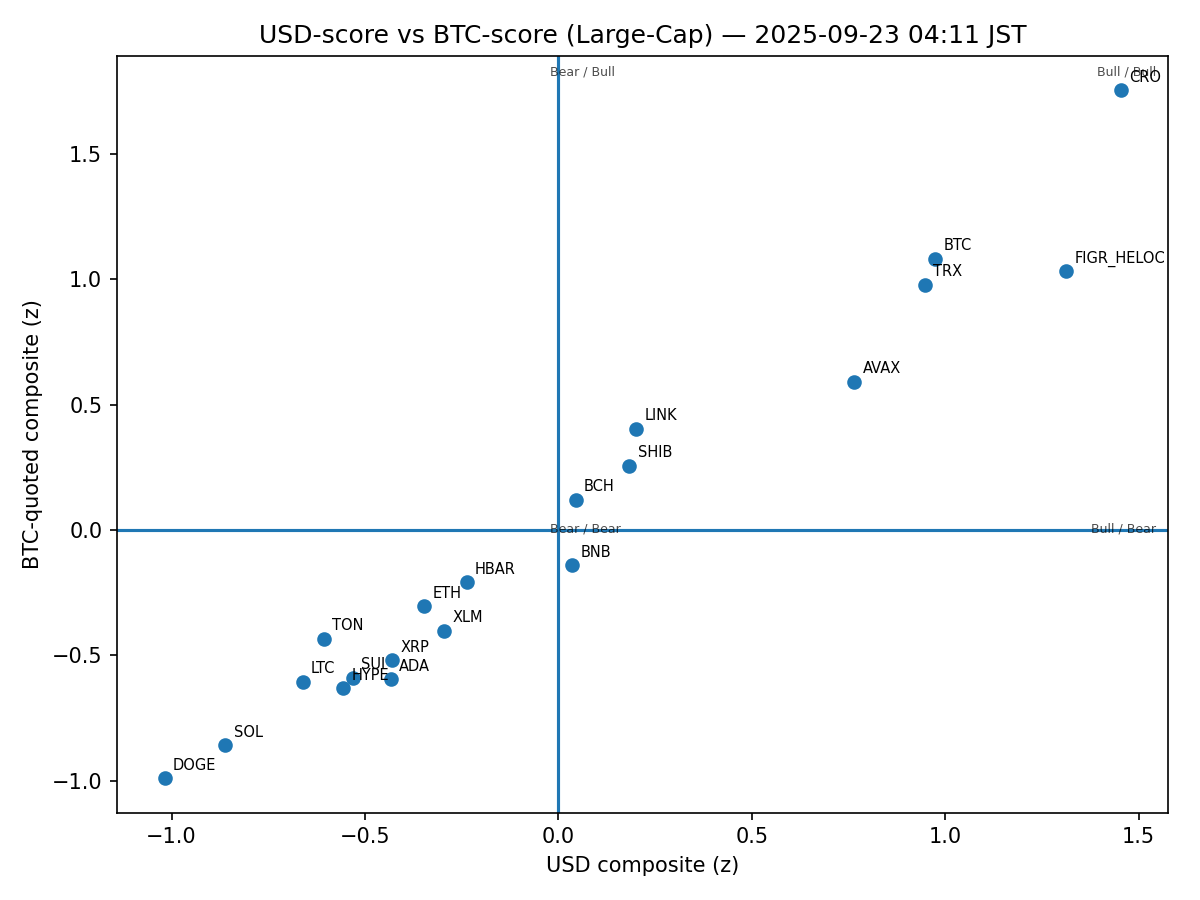 USD-score vs BTC-score (Large-Cap) — 2025-09-23 04:11 JST
Bear / Bull
Bull / Bull
CRO
1.5
BTC
FIGR_HELOC
TRX
1.0
AVAX
0.5
LINK
SHIB
BCH
0.0
Bear / Bear
Bull / Bear
BNB
HBAR
ETH
XLM
TON
XRP
−0.5
SUI
ADA
LTC
HYPE
SOL
DOGE
−1.0
BTC-quoted composite (z)
−1.0
−0.5
0.0
0.5
1.0
1.5
USD composite (z)